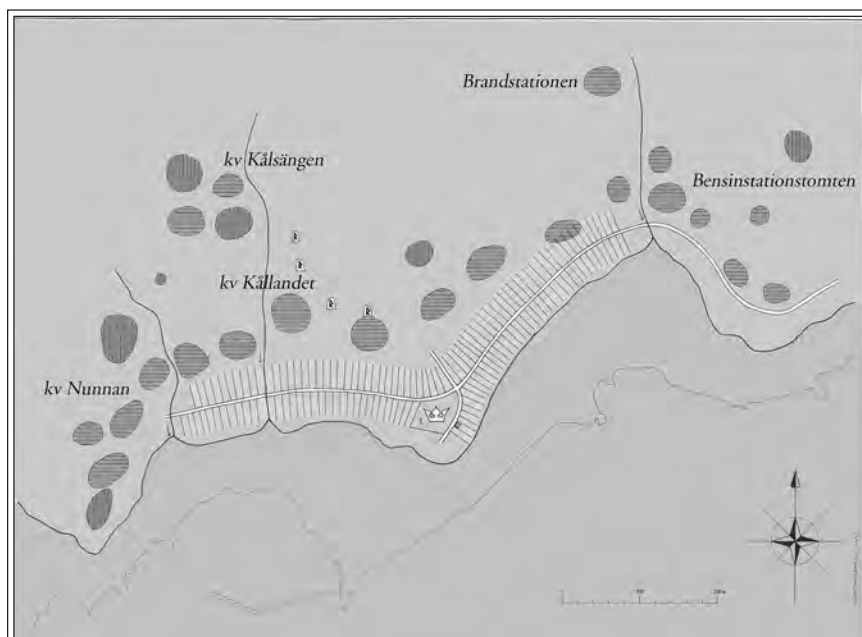 Brandstationen
kv Kålsängen
Bensinstationstomten
kv Kållandet
kv Nunnan